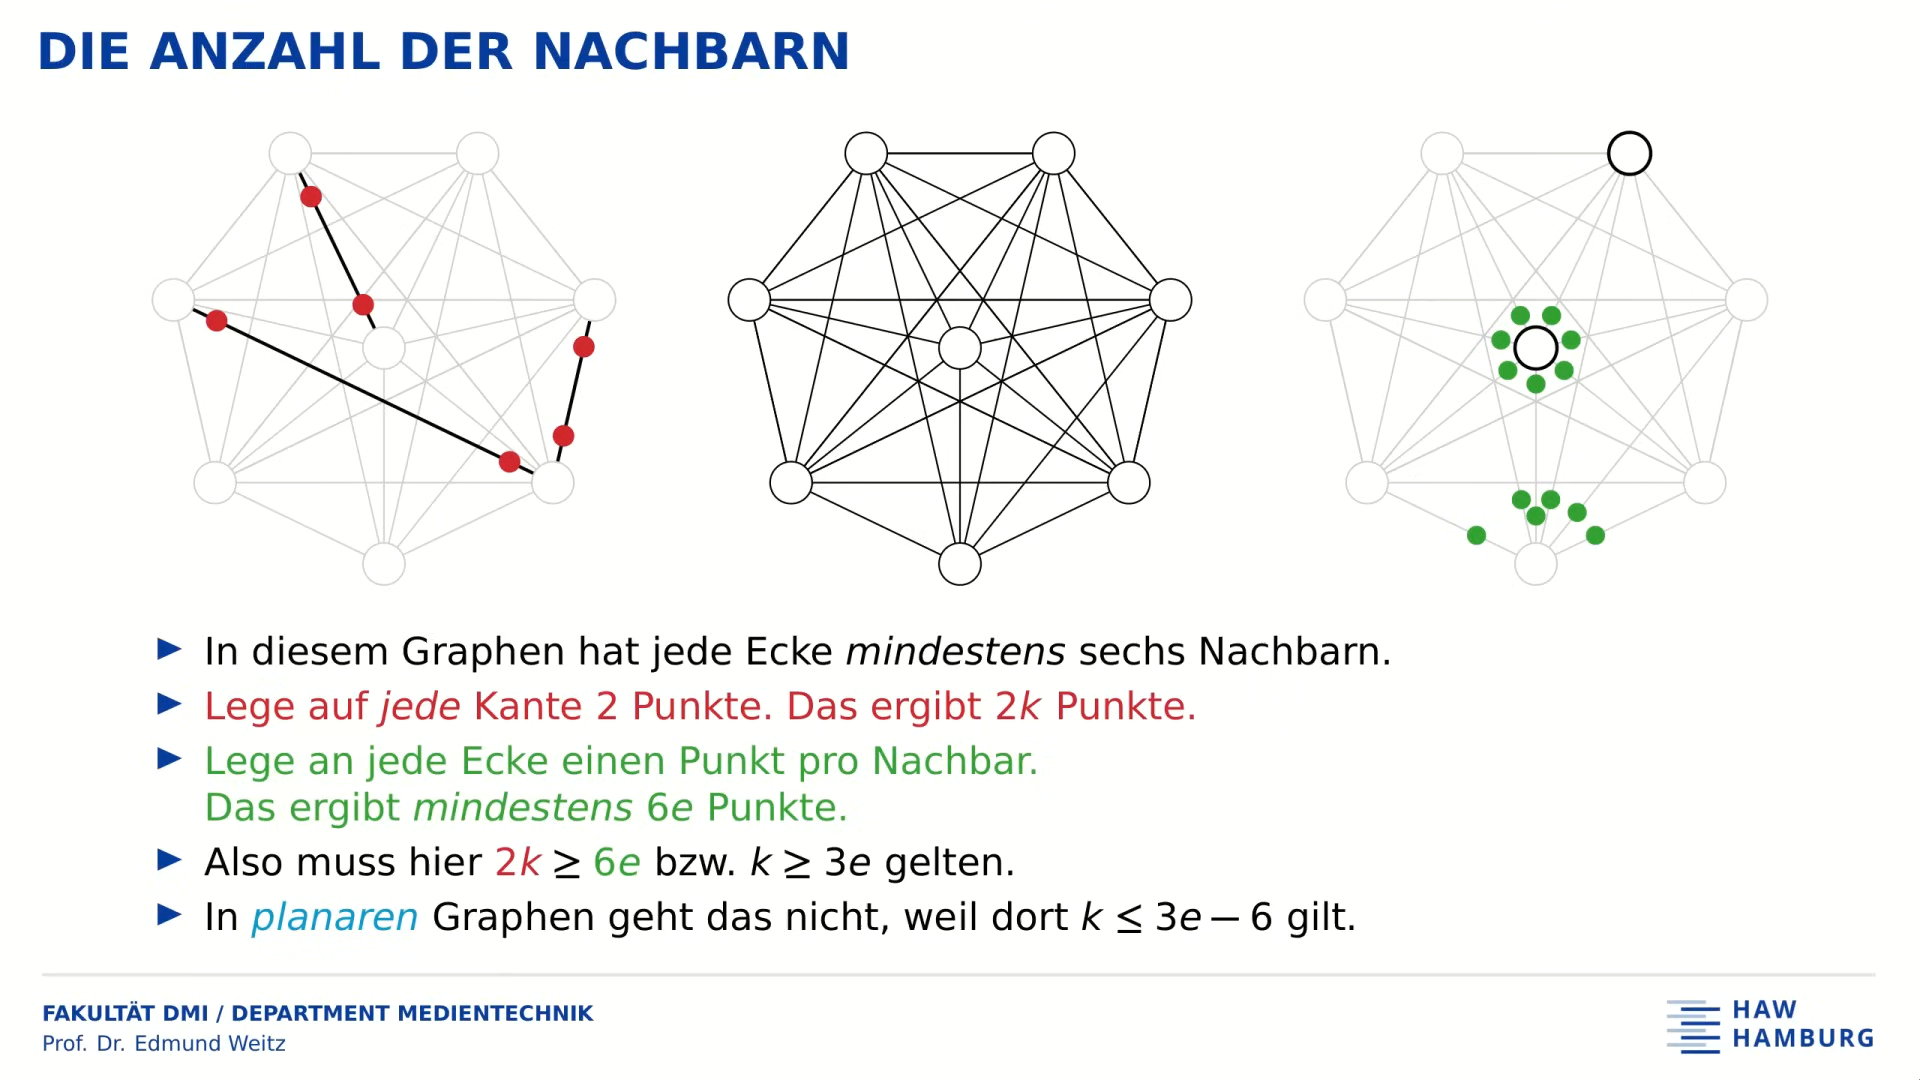 DIE ANZAHL DER NACHBARN
In diesem Graphen hat jede Ecke mindestens sechs Nachbarn.
Lege auf jede Kante 2 Punkte. Das ergibt 2k Punkte.
Lege an jede Ecke einen Punkt pro Nachbar.
Das ergibt mindestens 6e Punkte.
Also muss hier 2k ≥ 6e bzw. k ≥ 3e gelten.
In planaren Graphen geht das nicht, weil dort k ≤ 3e − 6 gilt.
FAKULTÄT DMI / DEPARTMENT MEDIENTECHNIK
Prof. Dr. Edmund Weitz
HAW
HAMBURG